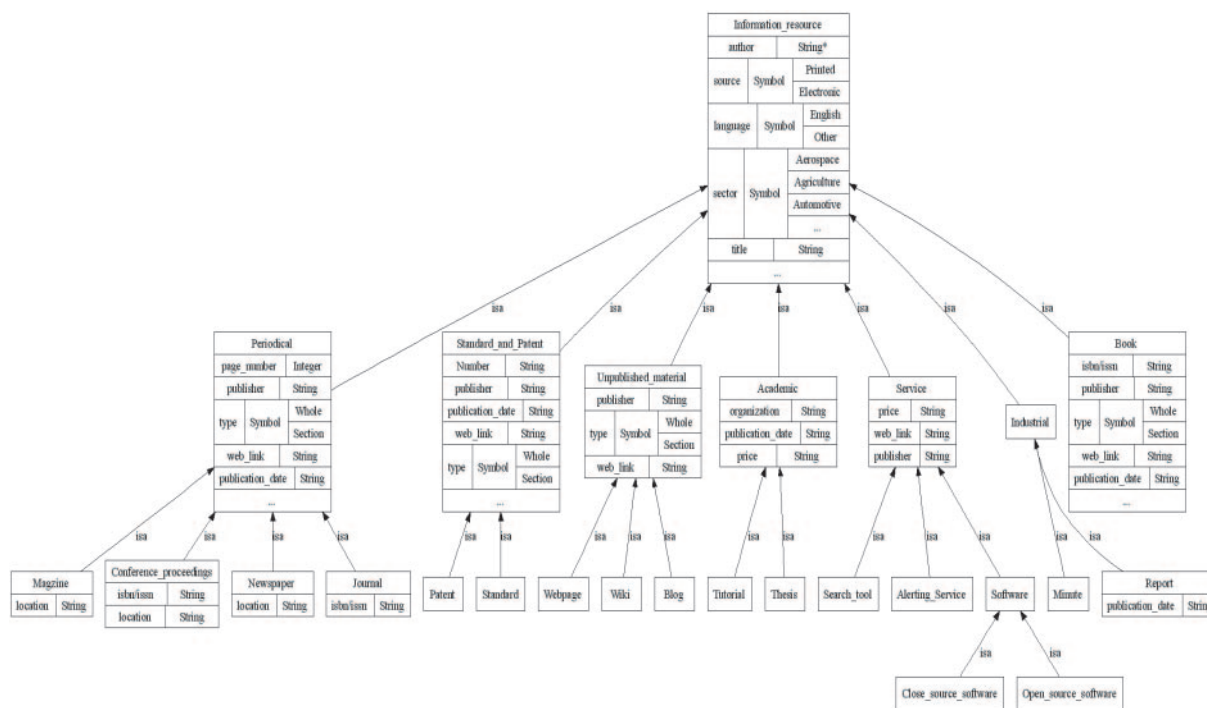 Information_resource
author String*
source Symbol Printed
Electronic
language Symbol English
Other
sector Symbol Aerospace
Agriculture
Automotive
...
title String
...
isa isa isa isa isa isa isa
Periodical
page_number Integer
publisher String
type Symbol Whole
Section
web_link String
publication_date String
...
Standard_and_Patent
Number String
publisher String
publication_date String
web_link String
type Symbol Whole
Section
...
Unpublished_material
publisher String
type Symbol Whole
Section
web_link String
Academic
organization String
publication_date String
price String
Service
price String
web_link String
publisher String
Industrial
Book
isbn/issn String
publisher String
type Symbol Whole
Section
web_link String
publication_date String
...
isa isa isa isa isa isa isa isa isa isa isa isa isa isa isa isa
Magzine
location String
Conference_proceedings
isbn/issn String
location String
Newspaper
location String
Journal
isbn/issn String
Patent
Standard
Webpage
Wiki
Blog
Tutorial
Thesis
Search_tool
Alerting_Service
Software
Minute
Report
publication_date String
isa isa
Close_source_software
Open_source_software